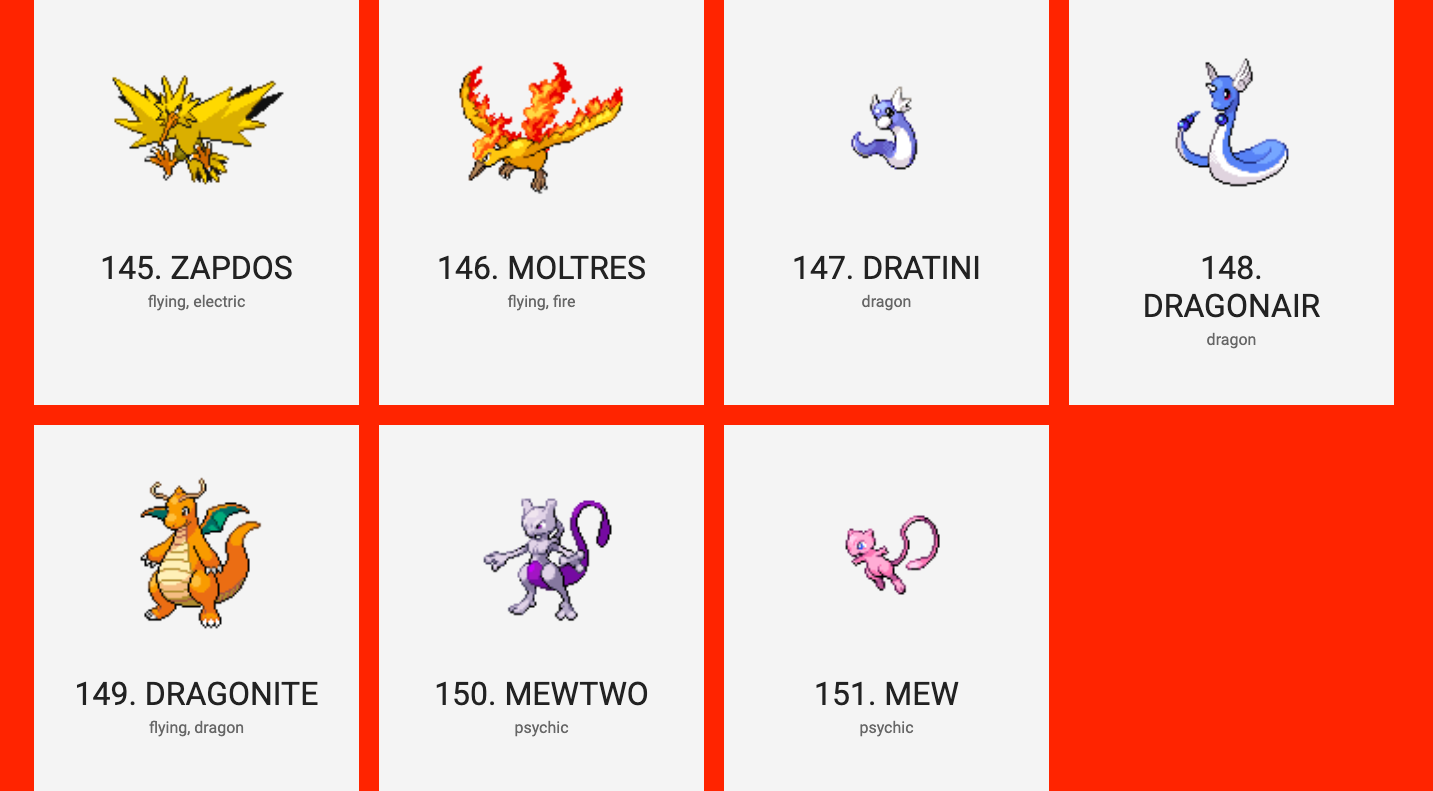 145. ZAPDOS
flying, electric
146. MOLTRES
flying, fire
147. DRATINI
dragon
148.
DRAGONAIR
dragon
149. DRAGONITE
flying, dragon
150. MEWTWO
psychic
151. MEW
psychic